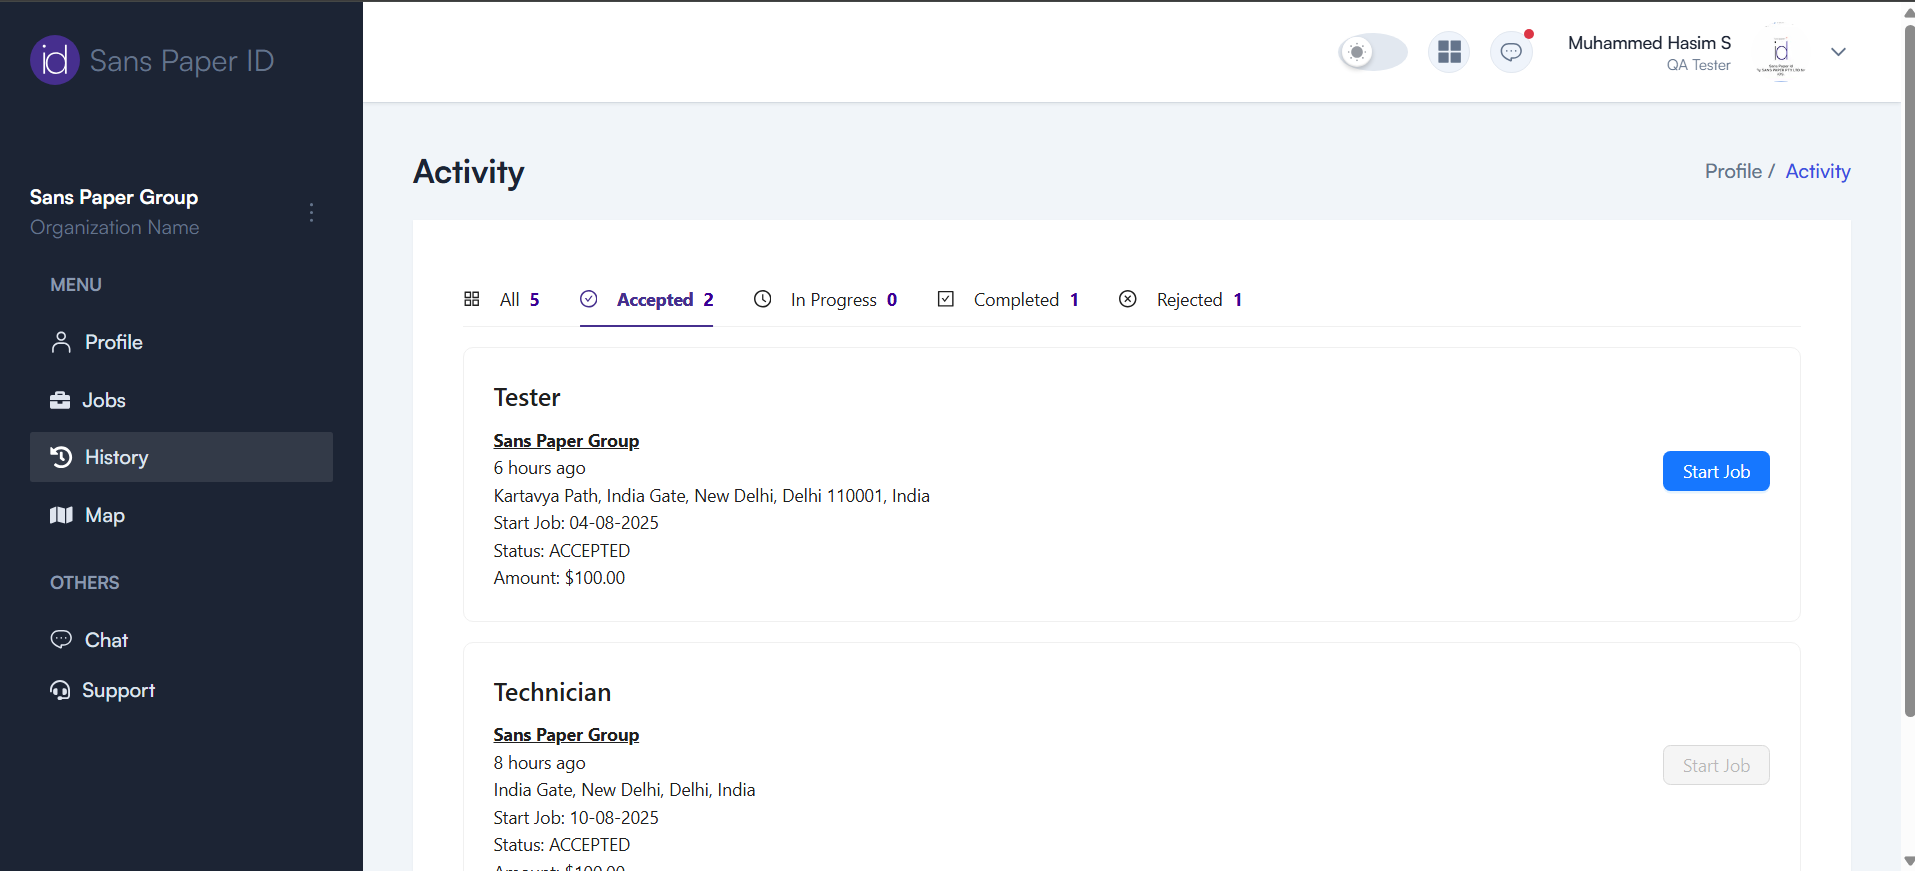 id Sans Paper ID
Muhammed Hasim S
QA Tester
Sans Paper Group
Organization Name
MENU
Profile
Jobs
History
Map
OTHERS
Chat
Support
Activity
Profile / Activity
All 5 Accepted 2 In Progress 0 Completed 1 Rejected 1
Tester
Sans Paper Group
6 hours ago
Kartavya Path, India Gate, New Delhi, Delhi 110001, India
Start Job: 04-08-2025
Status: ACCEPTED
Amount: $100.00
Start Job
Technician
Sans Paper Group
8 hours ago
India Gate, New Delhi, Delhi, India
Start Job: 10-08-2025
Status: ACCEPTED
Amount: $100.00
Start Job